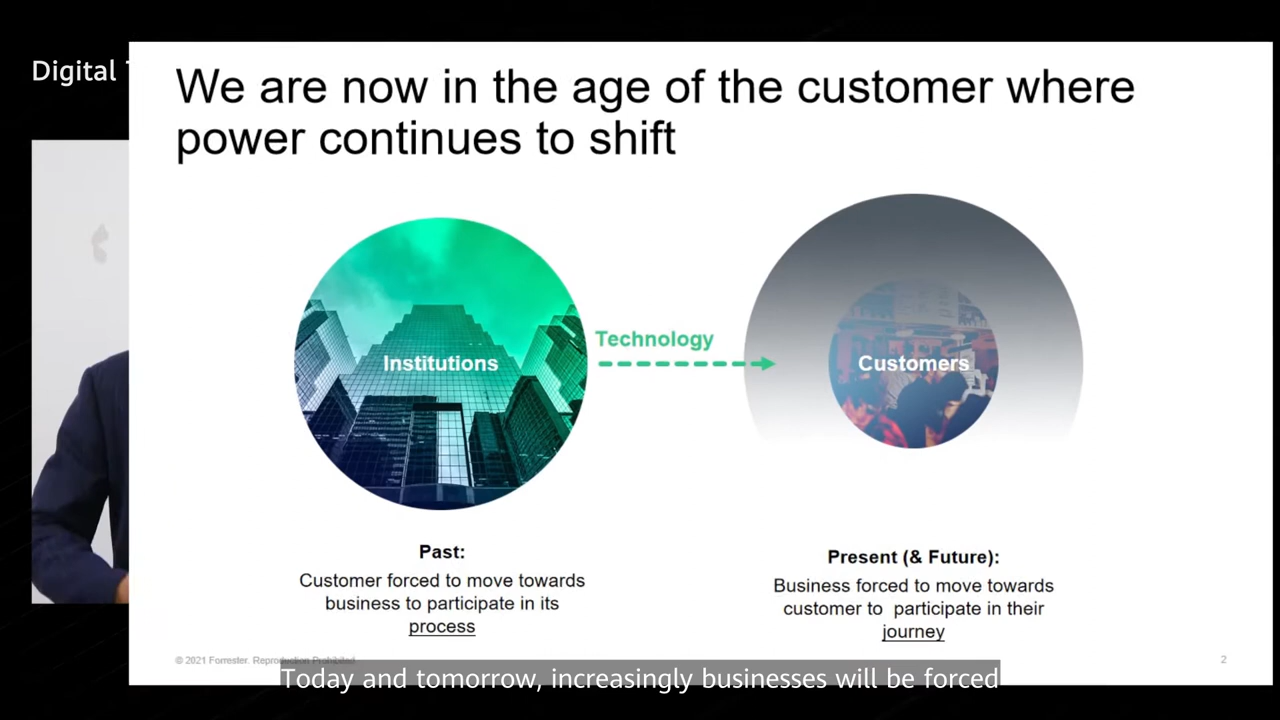 Digital
We are now in the age of the customer where
power continues to shift
Technology
Institutions
Customers
Past:
Customer forced to move towards
business to participate in its
process
Present (& Future):
Business forced to move towards
customer to participate in their
journey
© 2021 Forrester. Reproduction Prohibited.
2
Today and tomorrow, increasingly businesses will be forced